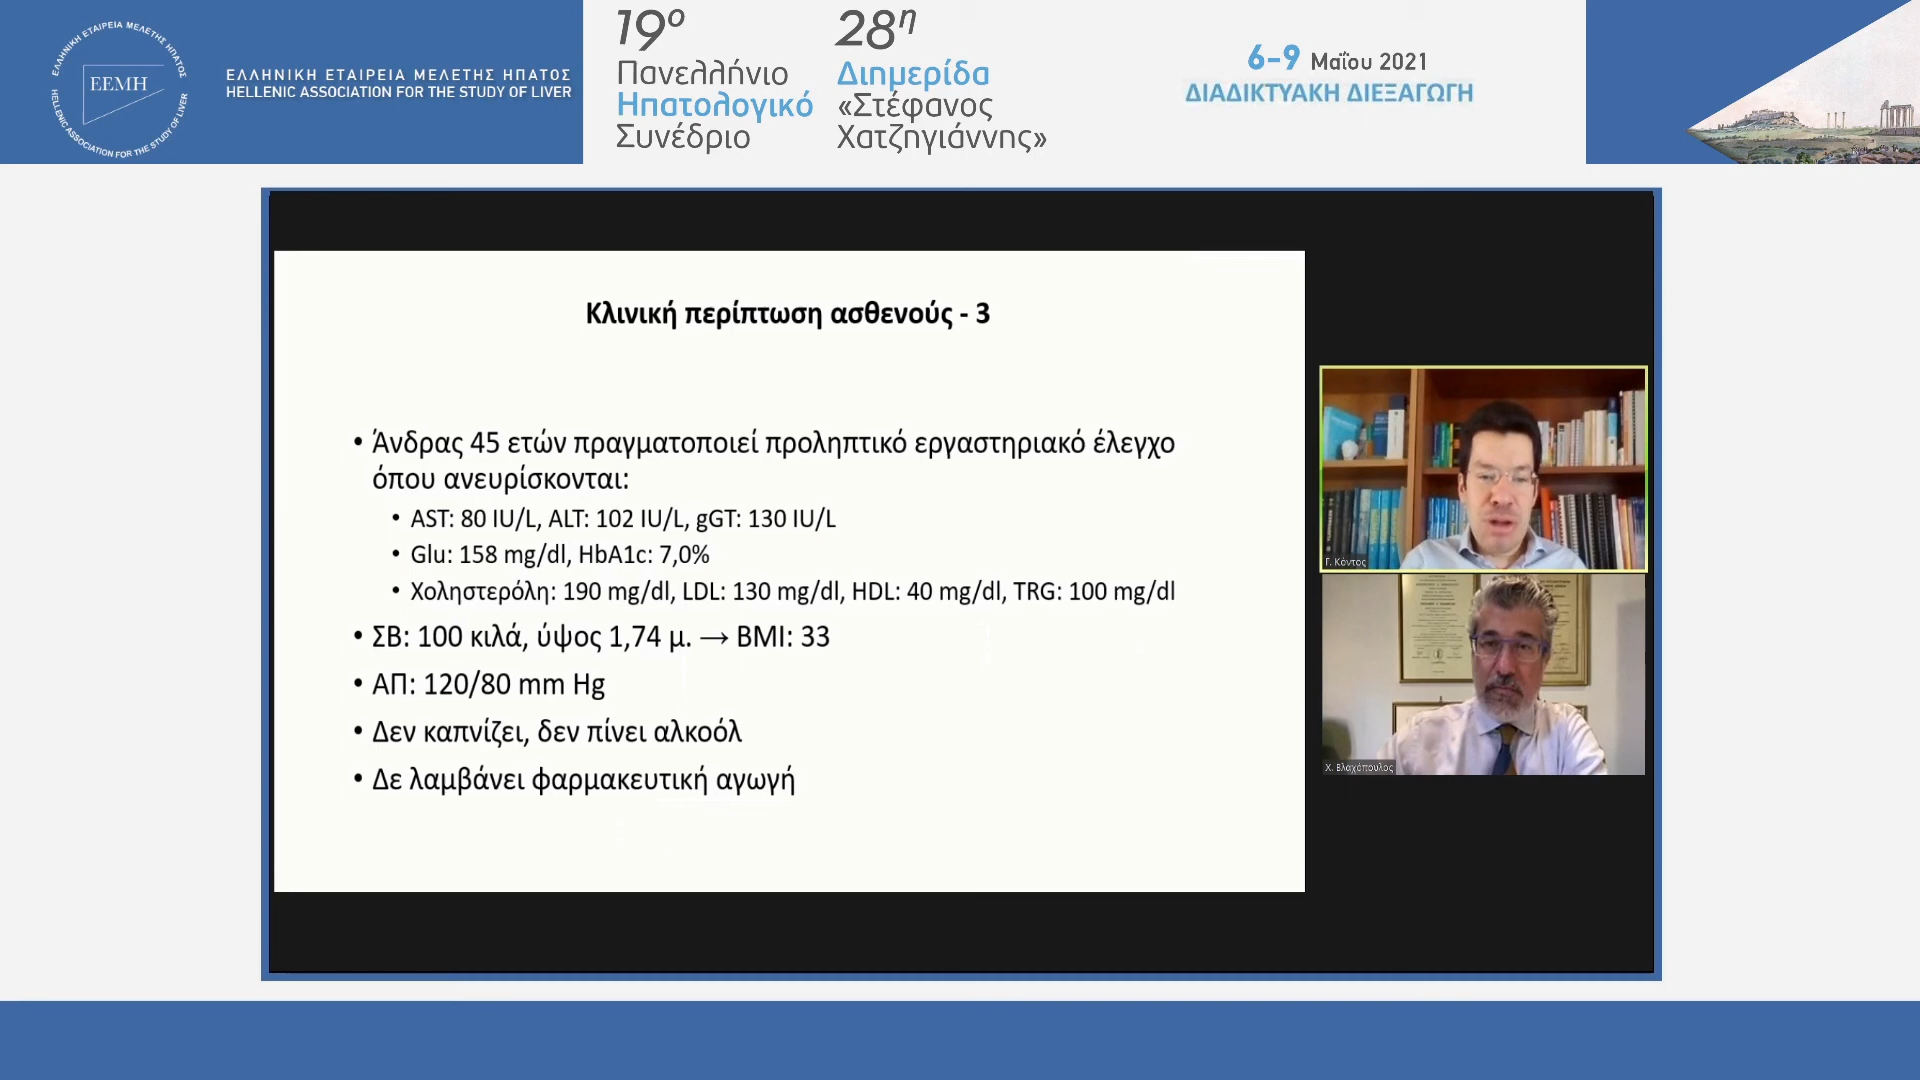 ΕΛΛΗΝΙΚΗ ΕΤΑΙΡΕΙΑ ΜΕΛΕΤΗΣ ΗΠΑΤΟΣ
ΕΕΜΗ
HELLENIC ASSOCIATION FOR THE STUDY OF LIVER
ΕΛΛΗΝΙΚΗ ΕΤΑΙΡΕΙΑ ΜΕΛΕΤΗΣ ΗΠΑΤΟΣ
HELLENIC ASSOCIATION FOR THE STUDY OF LIVER
19ο
Πανελλήνιο
Ηπατολογικό
Συνέδριο
28η
Διημερίδα
«Στέφανος
Χατζηγιάννης»
6-9 Μαΐου 2021
ΔΙΑΔΙΚΤΥΑΚΗ ΔΙΕΞΑΓΩΓΗ
Κλινική περίπτωση ασθενούς - 3
• Άνδρας 45 ετών πραγματοποιεί προληπτικό εργαστηριακό έλεγχο
όπου ανευρίσκονται:
• AST: 80 IU/L, ALT: 102 IU/L, gGT: 130 IU/L
• Glu: 158 mg/dl, HbA1c: 7,0%
• Χοληστερόλη: 190 mg/dl, LDL: 130 mg/dl, HDL: 40 mg/dl, TRG: 100 mg/dl
• ΣΒ: 100 κιλά, ύψος 1,74 μ. → BMI: 33
• ΑΠ: 120/80 mm Hg
• Δεν καπνίζει, δεν πίνει αλκοόλ
• Δε λαμβάνει φαρμακευτική αγωγή
Γ. Κόντος
Χ. Βλαχόπουλος